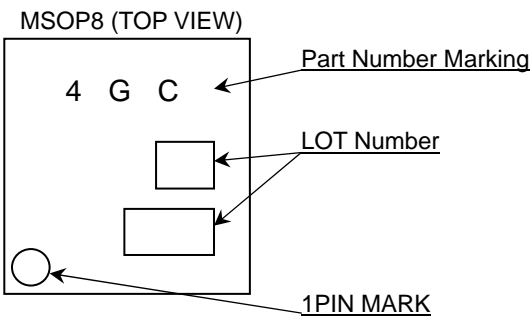 MSOP8 (TOP VIEW)
Part Number Marking
4 G C
LOT Number
1PIN MARK